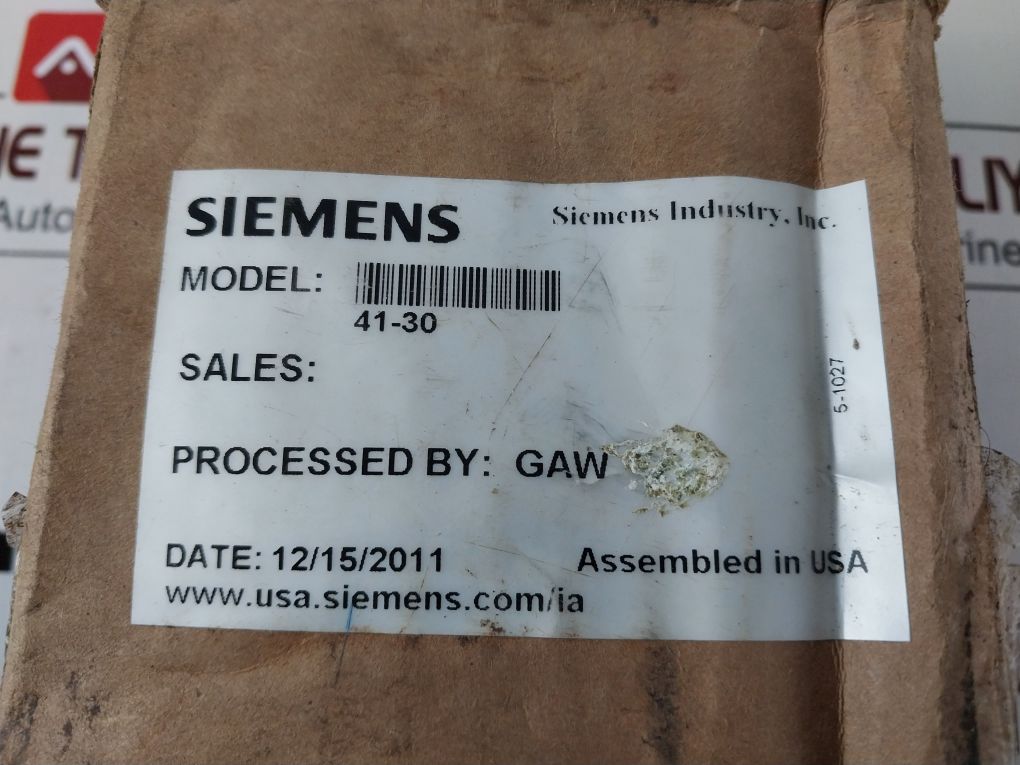 SIEMENS
Siemens Industry, Inc.
MODEL:
41-30
SALES:
5-1027
PROCESSED BY: GAW
DATE: 12/15/2011
Assembled in USA
www.usa.siemens.com/ia